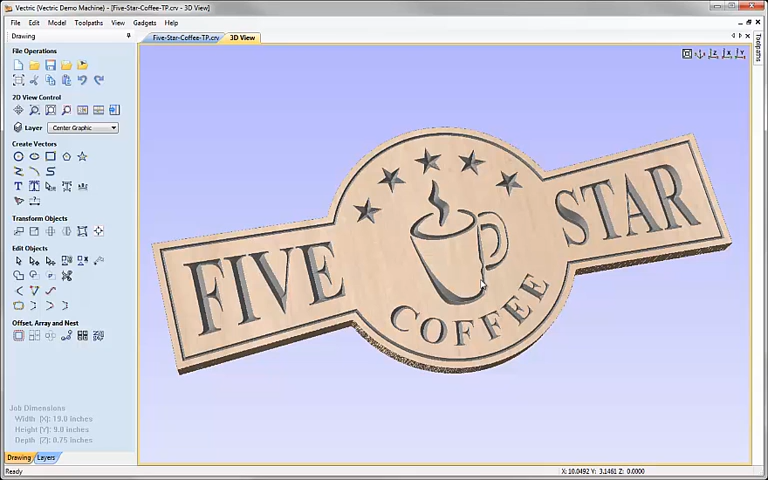 Vectric (Vectric Demo Machine) - [Five-Star-Coffee-TP.crv - 3D View]
File Edit Model Toolpaths View Gadgets Help
Drawing
Five-Star-Coffee-TP.crv 3D View
Toolpaths
File Operations
2D View Control
Layer Center Graphic
Create Vectors
Transform Objects
Edit Objects
Offset, Array and Nest
FIVE STAR
COFFEE
Job Dimensions
Width (X): 19.0 inches
Height (Y): 9.0 inches
Depth (Z): 0.75 inches
Drawing Layers
Ready
X: 10.0492 Y: 3.1461 Z: 0.0000